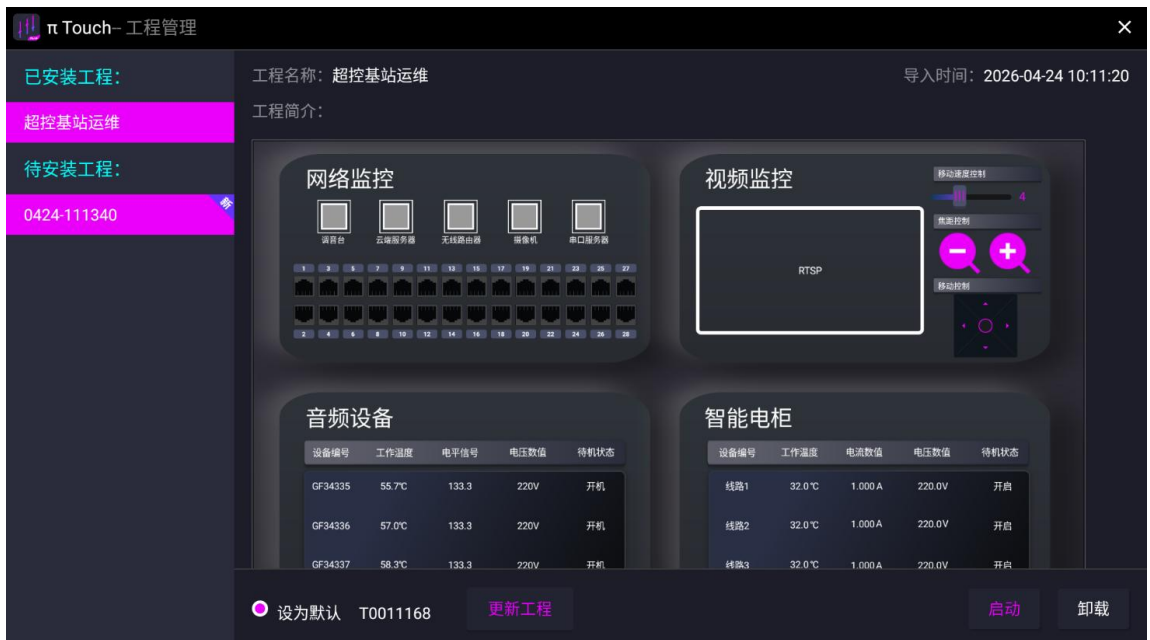 π Touch-- 工程管理
已安装工程：
超控基站运维
待安装工程：
0424-111340 新
工程名称：超控基站运维 导入时间：2026-04-24 10:11:20
工程简介：
网络监控
调音台 云端服务器 无线路由器 摄像机 串口服务器
1 3 5 7 9 11 13 15 17 19 21 23 25 27
2 4 6 8 10 12 14 16 18 20 22 24 26 28
视频监控
RTSP
移动速度控制
4
焦距控制
移动控制
音频设备
设备编号 工作温度 电平信号 电压数值 待机状态
GF34335 55.7℃ 133.3 220V 开机
GF34336 57.0℃ 133.3 220V 开机
GF34337 58.3℃ 133.3 220V 开机
智能电柜
设备编号 工作温度 电流数值 电压数值 待机状态
线路1 32.0℃ 1.000A 220.0V 开启
线路2 32.0℃ 1.000A 220.0V 开启
线路3 32.0℃ 1.000A 220.0V 开启
设为默认 T0011168 更新工程 启动 卸载